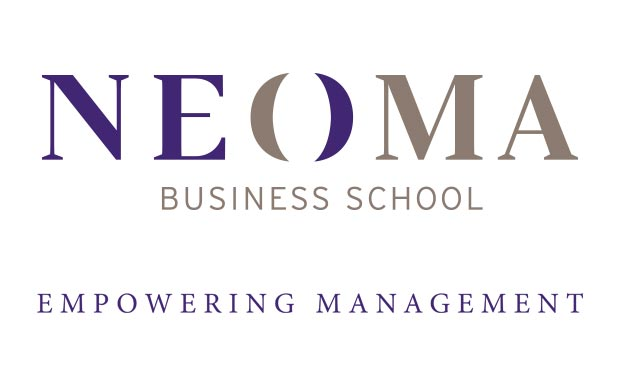 NEOMA
BUSINESS SCHOOL
EMPOWERING MANAGEMENT